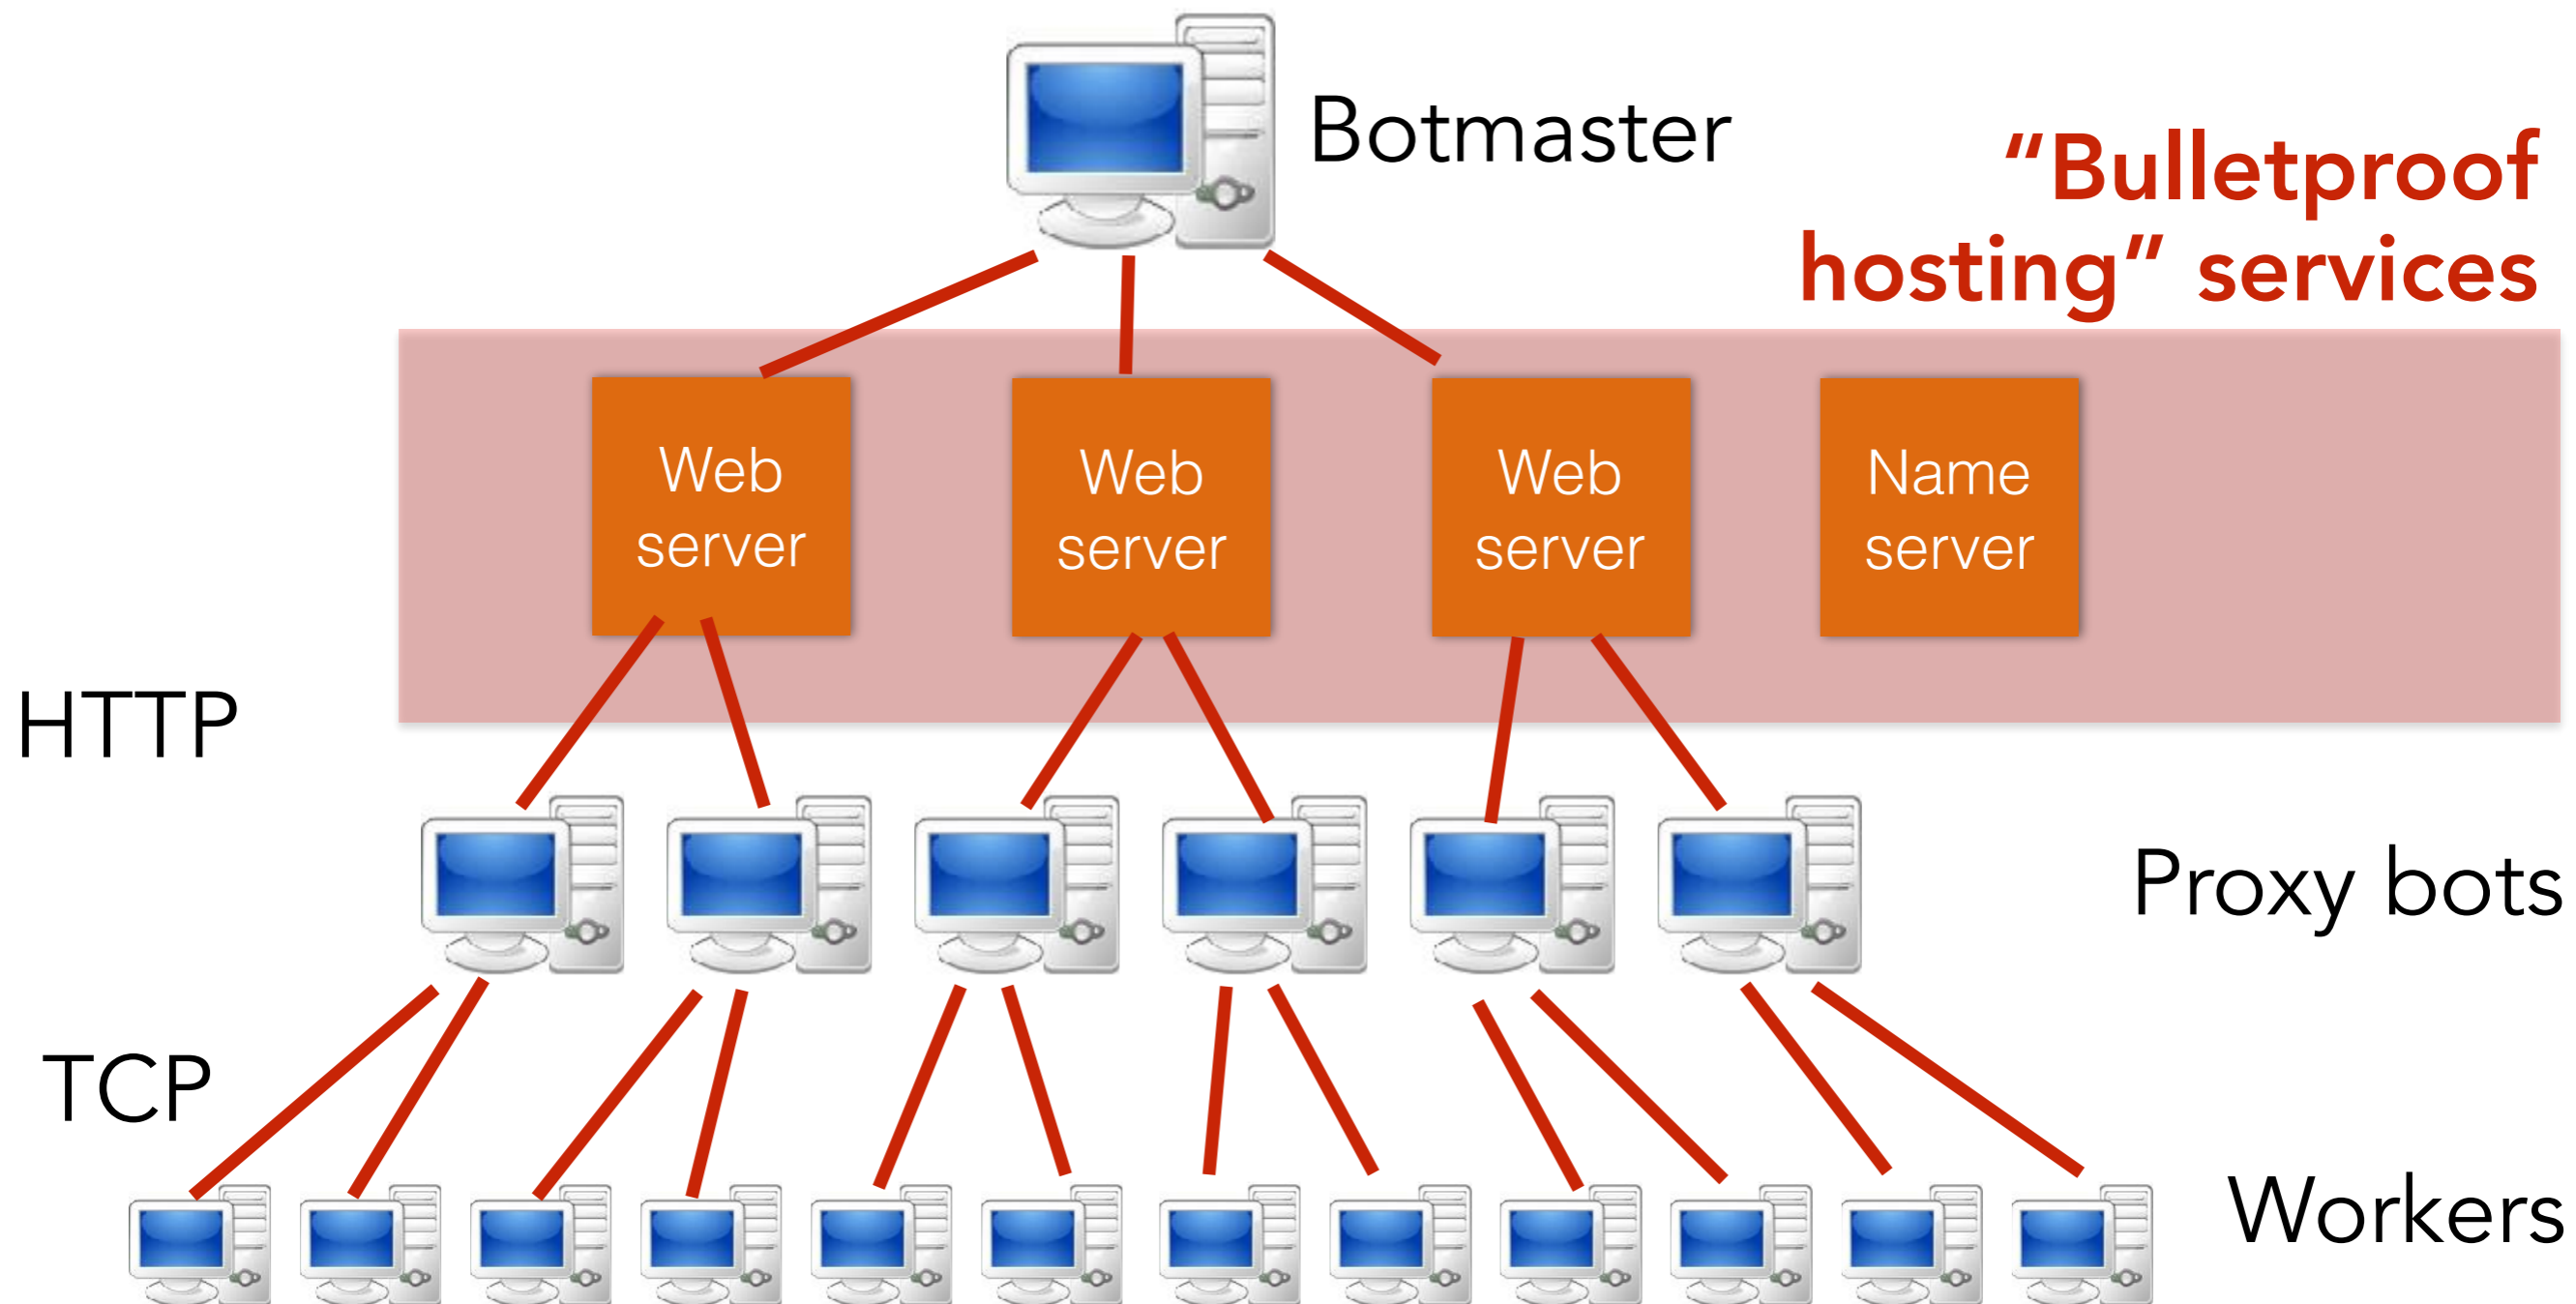 Botmaster
"Bulletproof
hosting" services
Web
server
Web
server
Web
server
Name
server
HTTP
Proxy bots
TCP
Workers